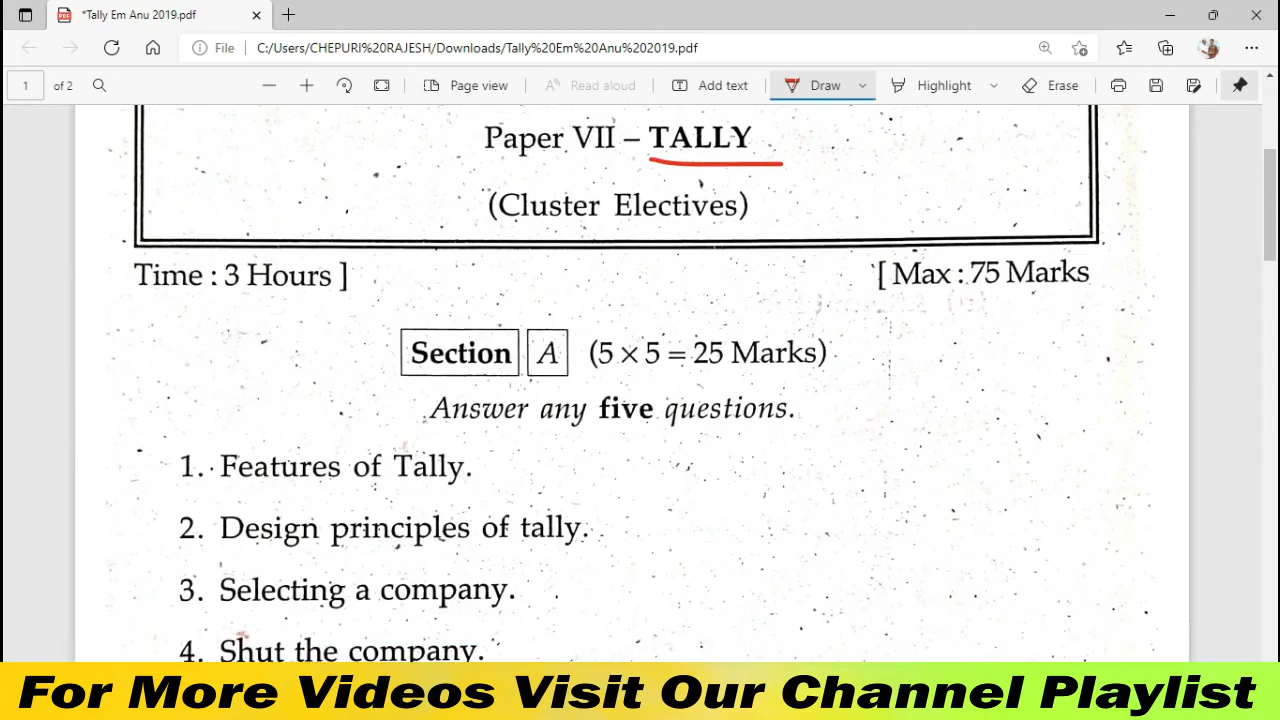 *Tally Em Anu 2019.pdf
File C:/Users/CHEPURI%20RAJESH/Downloads/Tally%20Em%20Anu%202019.pdf
1 of 2 Page view Read aloud Add text Draw Highlight Erase
Paper VII – TALLY
(Cluster Electives)
Time : 3 Hours ] [ Max : 75 Marks
Section A (5 × 5 = 25 Marks)
Answer any five questions.
1. Features of Tally.
2. Design principles of tally.
3. Selecting a company.
4. Shut the company.
For More Videos Visit Our Channel Playlist